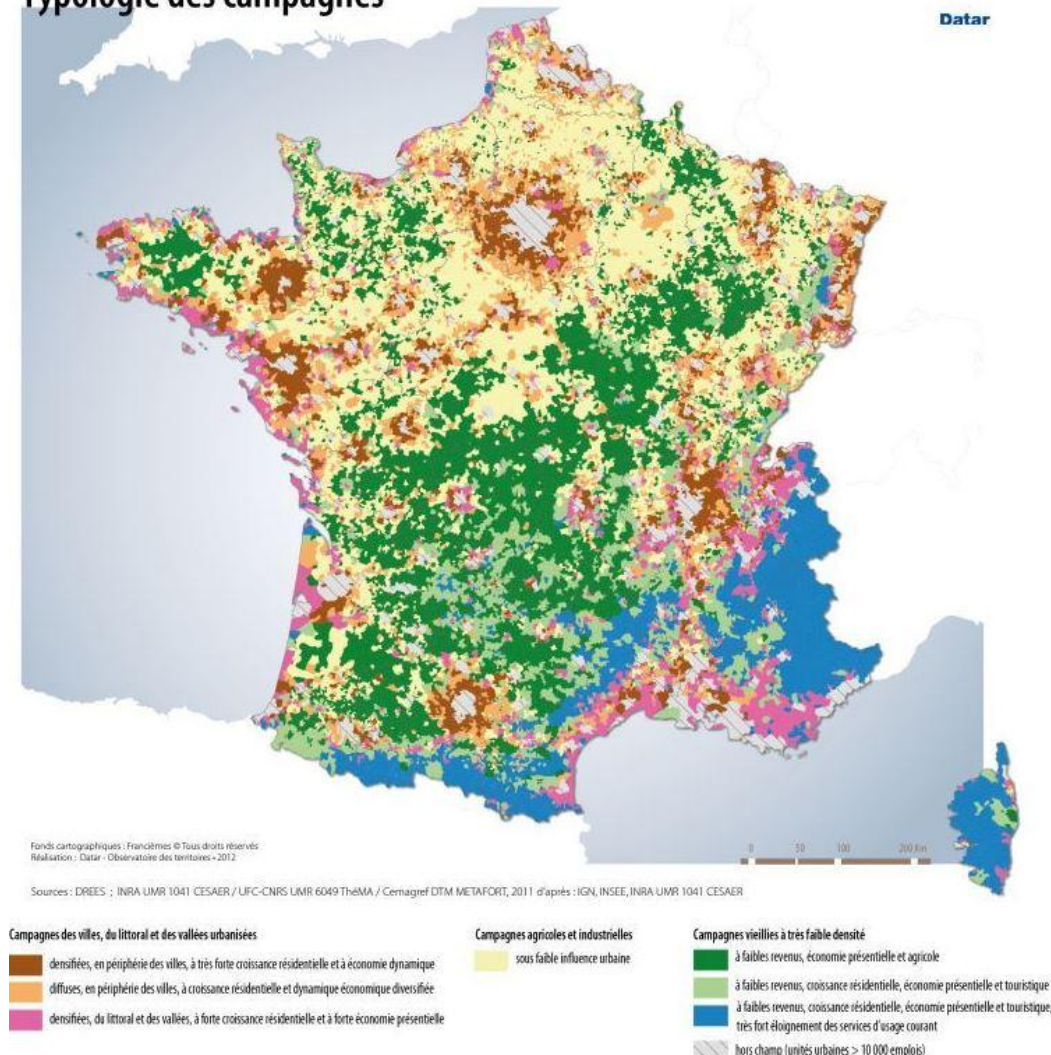 Typologie des campagnes
Datar
Fonds cartographiques : Francièmes © Tous droits réservés
Réalisation : Datar - Observatoire des territoires • 2012
0 50 100 200 Km
Sources : DREES ; INRA UMR 1041 CESAER / UFC-CNRS UMR 6049 ThéMA / Cemagref DTM METAFORT, 2011 d'après : IGN, INSEE, INRA UMR 1041 CESAER
Campagnes des villes, du littoral et des vallées urbanisées
densifiées, en périphérie des villes, à très forte croissance résidentielle et à économie dynamique
diffuses, en périphérie des villes, à croissance résidentielle et dynamique économique diversifiée
densifiées, du littoral et des vallées, à forte croissance résidentielle et à forte économie présentielle
Campagnes agricoles et industrielles
sous faible influence urbaine
Campagnes vieillies à très faible densité
à faibles revenus, économie présentielle et agricole
à faibles revenus, croissance résidentielle, économie présentielle et touristique
à faibles revenus, croissance résidentielle, économie présentielle et touristique,
très fort éloignement des services d'usage courant
hors champ (unités urbaines > 10 000 emplois)